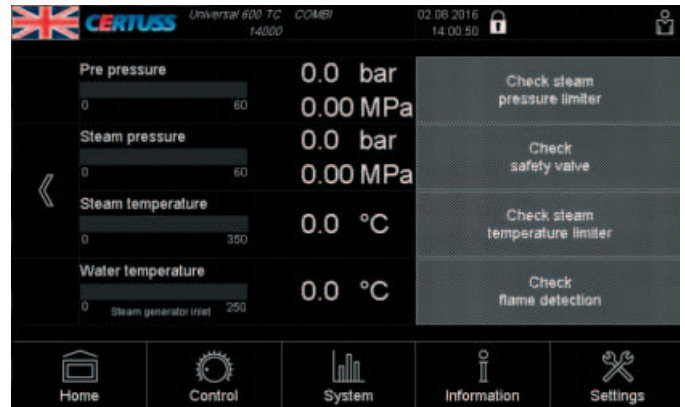 CERTUSS
Universal 600 TC COMBI
14000
02.08.2016
14:00:50
Pre pressure
0 60
0.0 bar
0.00 MPa
Check steam
pressure limiter
Steam pressure
0 60
0.0 bar
0.00 MPa
Check
safety valve
Steam temperature
0 350
0.0 °C
Check steam
temperature limiter
Water temperature
0 Steam generator inlet 250
0.0 °C
Check
flame detection
Home Control System Information Settings